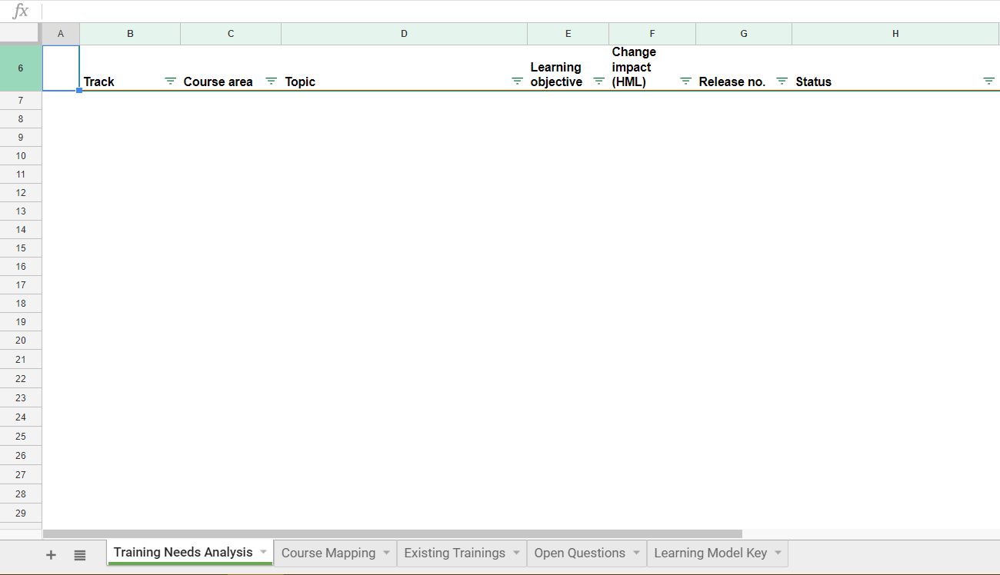 fx
A B C D E F G H
6
Track
Course area
Topic
Learning
objective
Change
impact
(HML)
Release no.
Status
7
8
9
10
11
12
13
14
15
16
17
18
19
20
21
22
23
24
25
26
27
28
29
+ Training Needs Analysis Course Mapping Existing Trainings Open Questions Learning Model Key